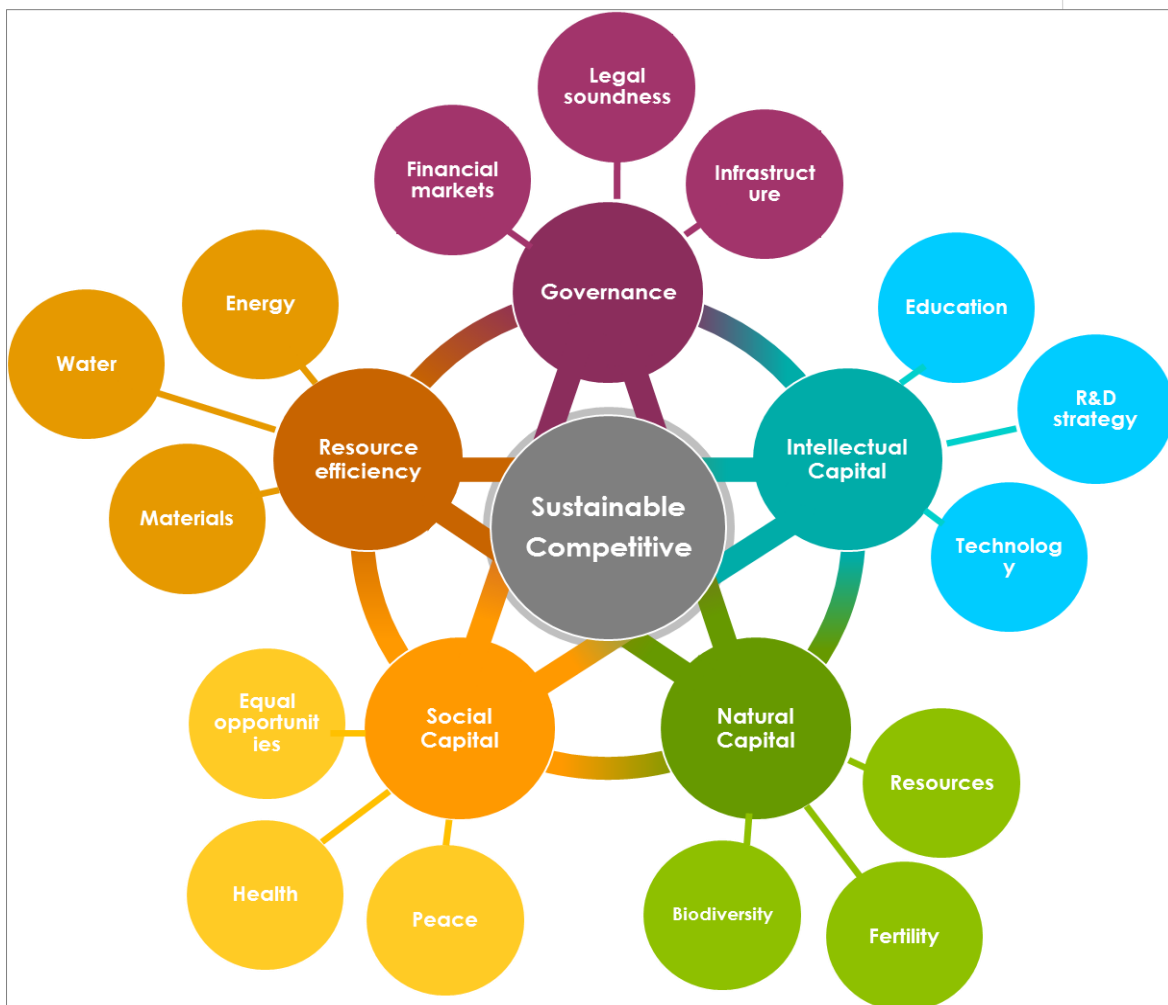 Legal
soundness
Financial
markets
Infrastruct
ure
Governance
Energy
Education
Water
R&D
strategy
Resource
efficiency
Intellectual
Capital
Sustainable
Competitive
Materials
Technolog
y
Equal
opportunit
ies
Social
Capital
Natural
Capital
Resources
Health
Peace
Biodiversity
Fertility